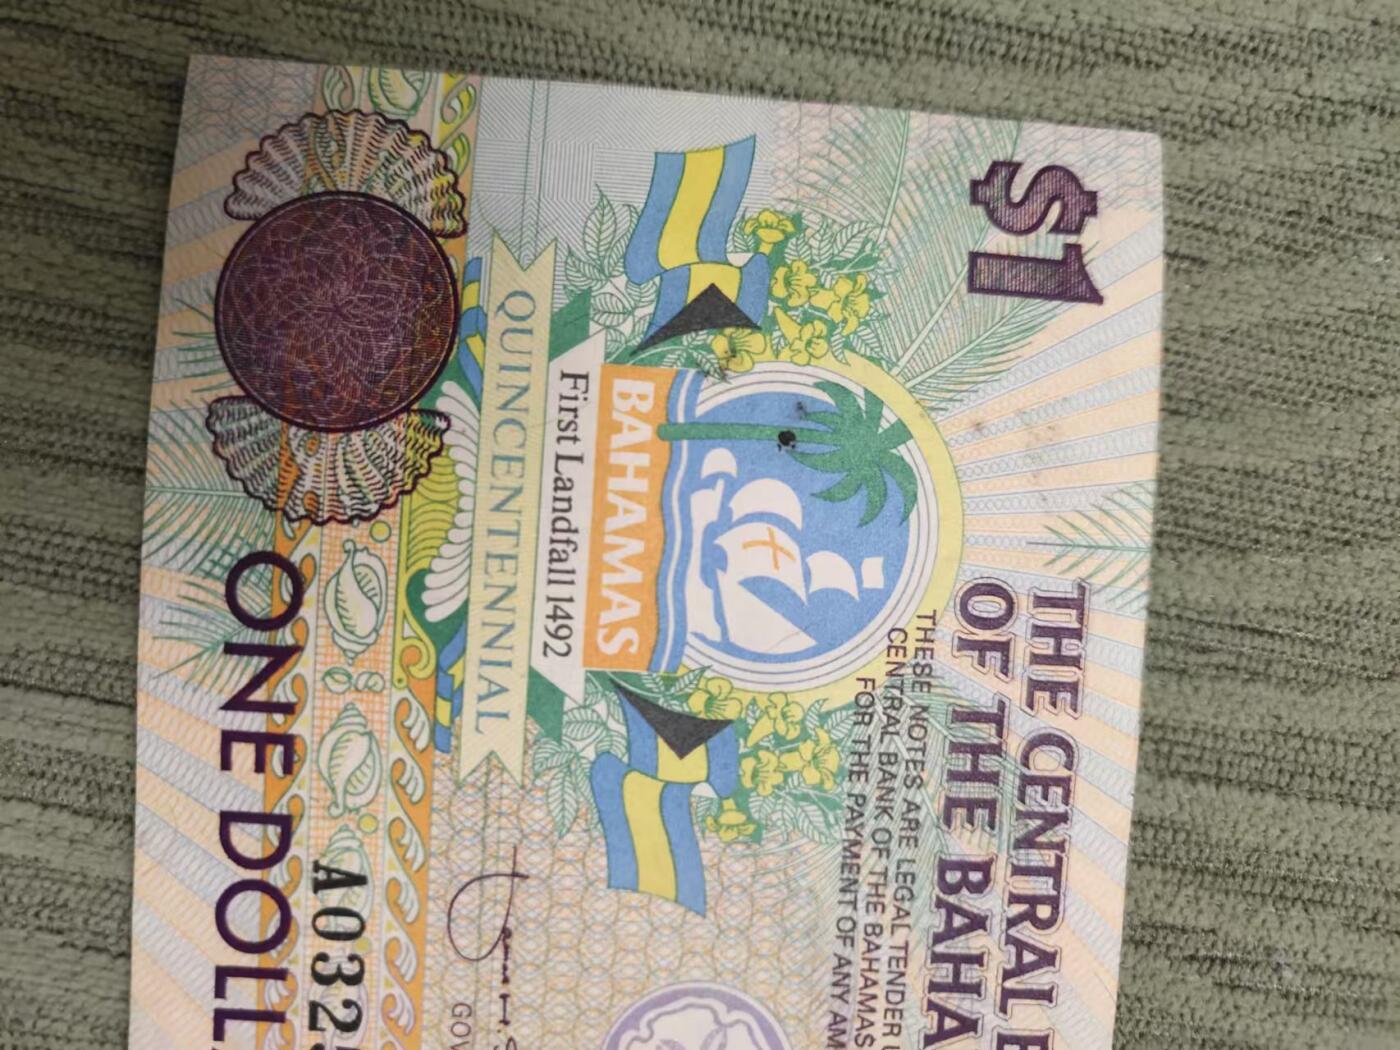 $1
THE CENTRAL
OF THE BAHA
THESE NOTES ARE LEGAL TENDER
CENTRAL BANK OF THE BAHAMAS
FOR THE PAYMENT OF ANY AM
BAHAMAS
First Landfall 1492
QUINCENTENNIAL
GOV
A032
ONE DOLL